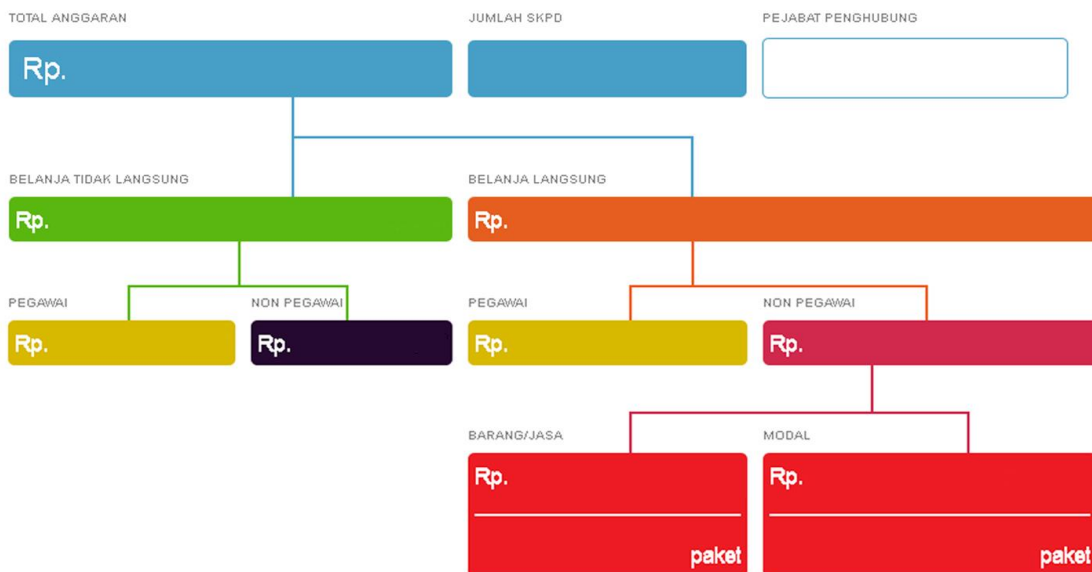 TOTAL ANGGARAN
JUMLAH SKPD
PEJABAT PENGHUBUNG
Rp.
BELANJA TIDAK LANGSUNG
BELANJA LANGSUNG
Rp.
Rp.
PEGAWAI
NON PEGAWAI
PEGAWAI
NON PEGAWAI
Rp.
Rp.
Rp.
Rp.
BARANG/JASA
MODAL
Rp.
Rp.
paket
paket